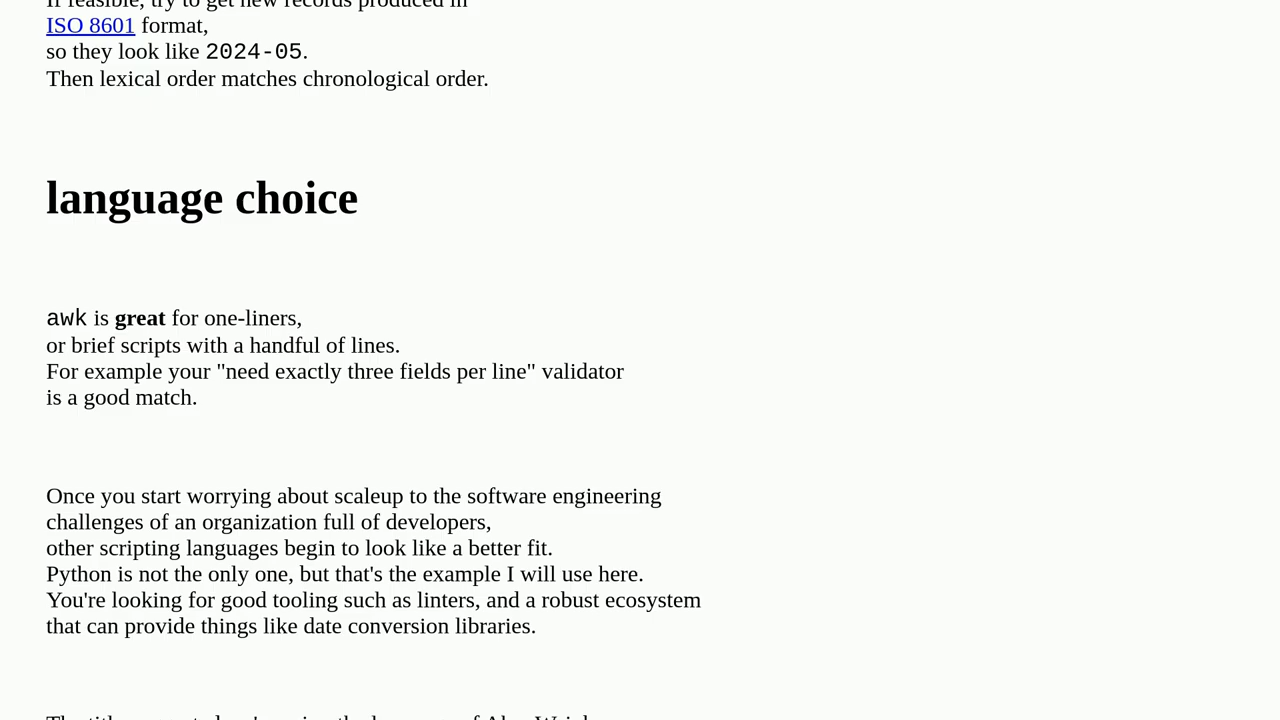 If feasible, try to get new records produced in
ISO 8601 format,
so they look like 2024-05.
Then lexical order matches chronological order.
language choice
awk is great for one-liners,
or brief scripts with a handful of lines.
For example your "need exactly three fields per line" validator
is a good match.
Once you start worrying about scaleup to the software engineering
challenges of an organization full of developers,
other scripting languages begin to look like a better fit.
Python is not the only one, but that's the example I will use here.
You're looking for good tooling such as linters, and a robust ecosystem
that can provide things like date conversion libraries.